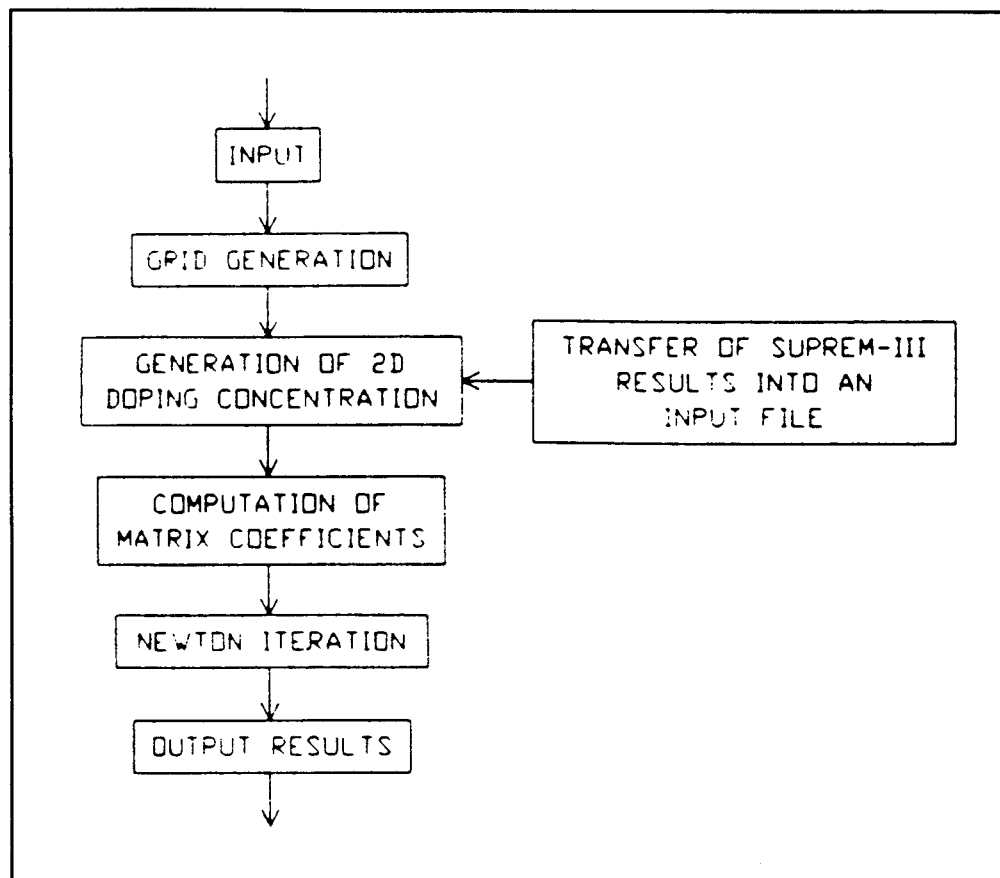 INPUT
GRID GENERATION
GENERATION OF 2D
DOPING CONCENTRATION
TRANSFER OF SUPREM-III
RESULTS INTO AN
INPUT FILE
COMPUTATION OF
MATRIX COEFFICIENTS
NEWTON ITERATION
OUTPUT RESULTS